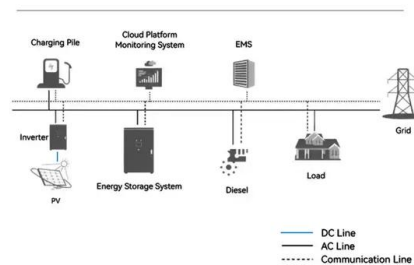 Charging Pile
Cloud Platform
Monitoring System
EMS
Grid
Inverter
PV
Energy Storage System
Diesel
Load
DC Line
AC Line
Communication Line